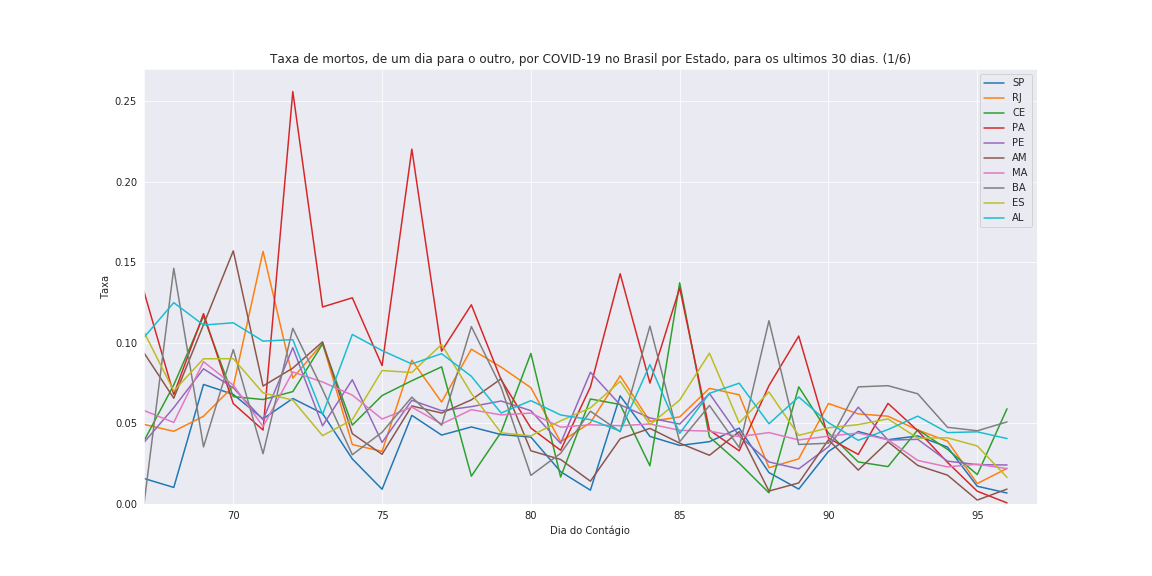 Taxa de mortos, de um dia para o outro, por COVID-19 no Brasil por Estado, para os ultimos 30 dias. (1/6)
SP
RJ
CE
PA
PE
AM
MA
BA
ES
AL
0.25
0.20
0.15
0.10
0.05
0.00
Taxa
70
75
80
85
90
95
Dia do Contágio